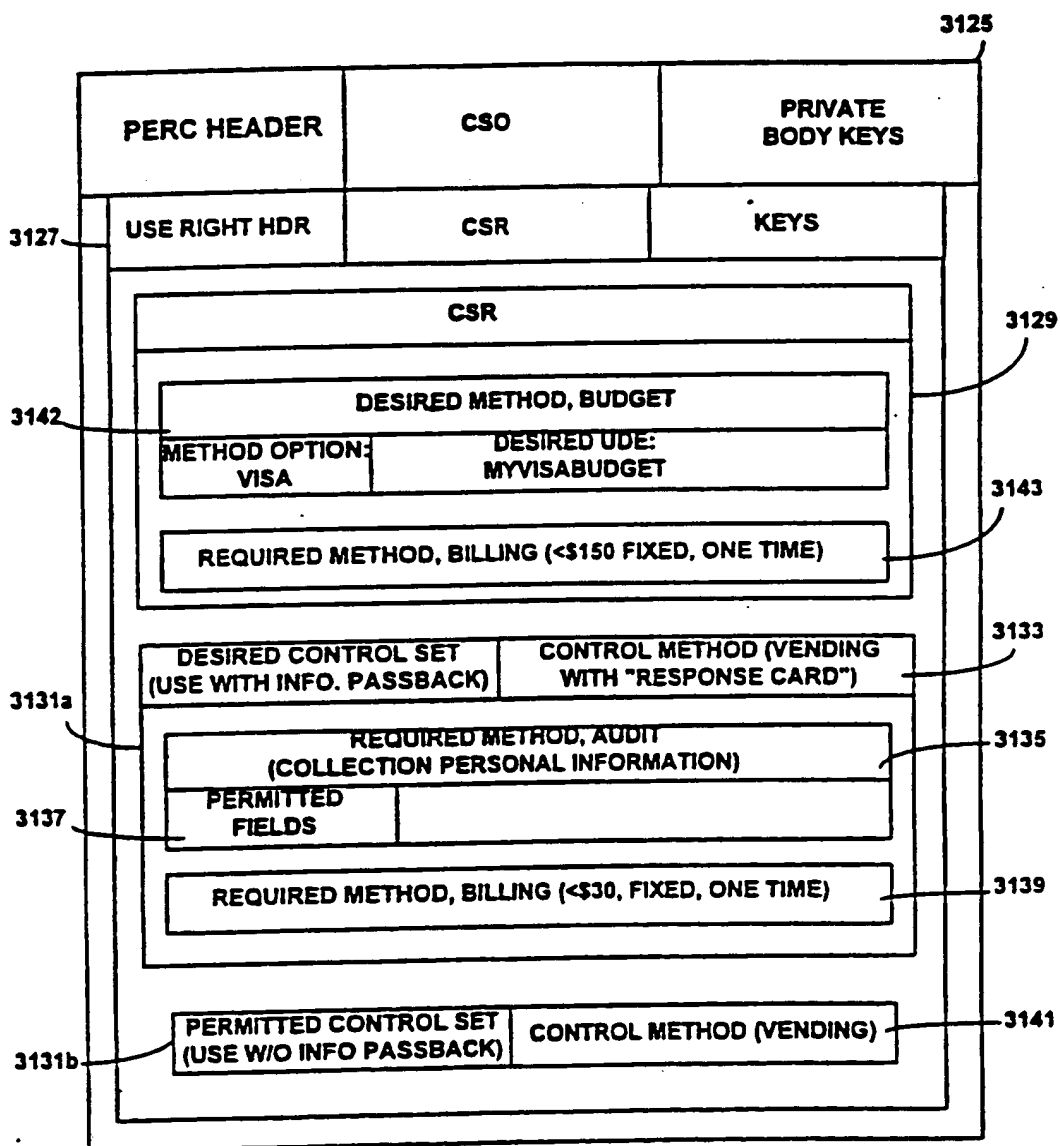 3125
PERC HEADER
CSO
PRIVATE
BODY KEYS
3127
USE RIGHT HDR
CSR
KEYS
CSR
3129
3142
DESIRED METHOD, BUDGET
METHOD OPTION:
VISA
DESIRED UDE:
MYVISABUDGET
3143
REQUIRED METHOD, BILLING (<$150 FIXED, ONE TIME)
3133
DESIRED CONTROL SET
(USE WITH INFO. PASSBACK)
CONTROL METHOD (VENDING
WITH "RESPONSE CARD")
3131a
REQUIRED METHOD, AUDIT
(COLLECTION PERSONAL INFORMATION)
3135
3137
PERMITTED
FIELDS
REQUIRED METHOD, BILLING (<$30, FIXED, ONE TIME)
3139
PERMITTED CONTROL SET
(USE W/O INFO PASSBACK)
CONTROL METHOD (VENDING)
3141
3131b